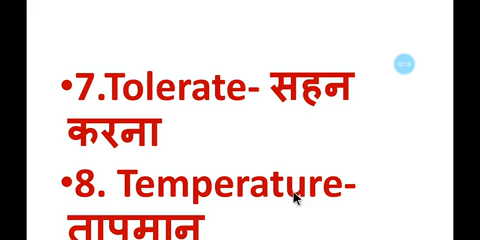 •7.Tolerate- सहन
करना
•8. Temperature-
तापमान